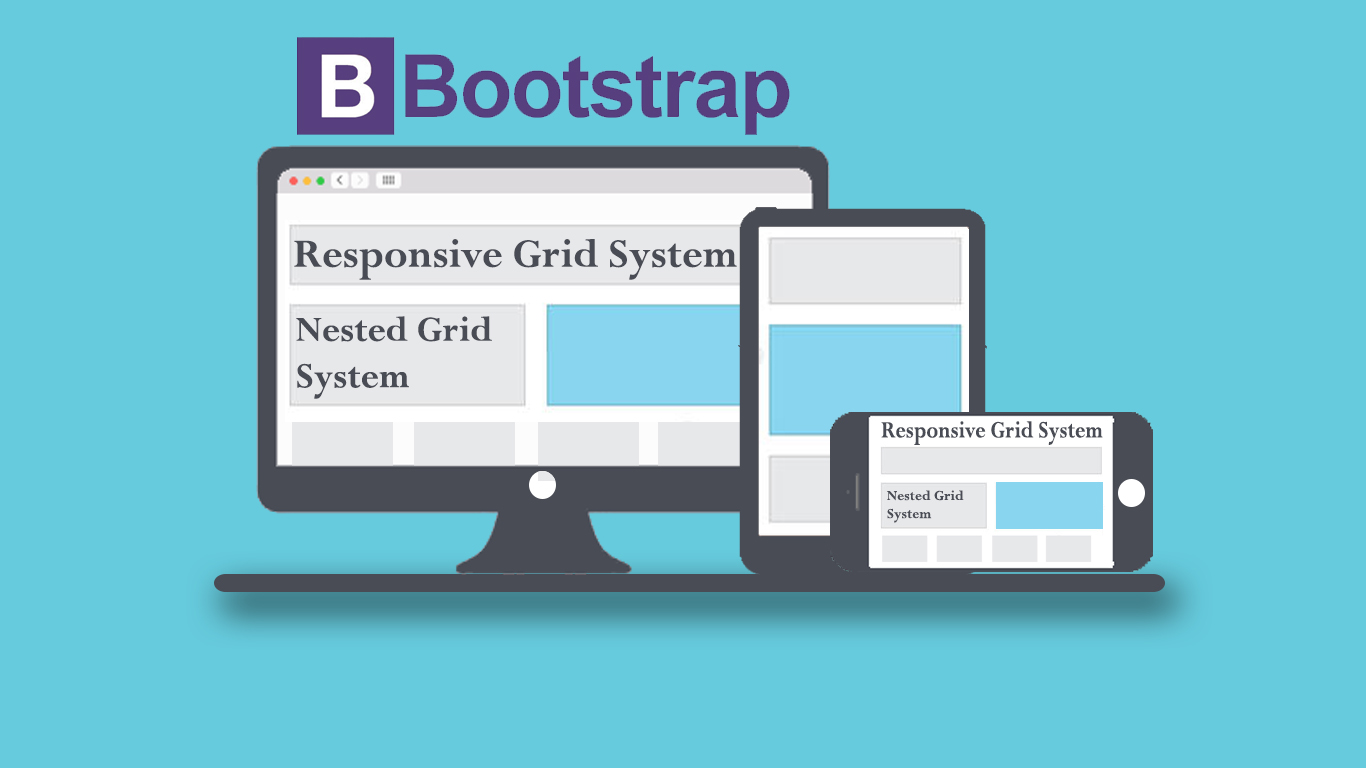 B Bootstrap
Responsive Grid System
Nested Grid
System
Responsive Grid System
Nested Grid
System